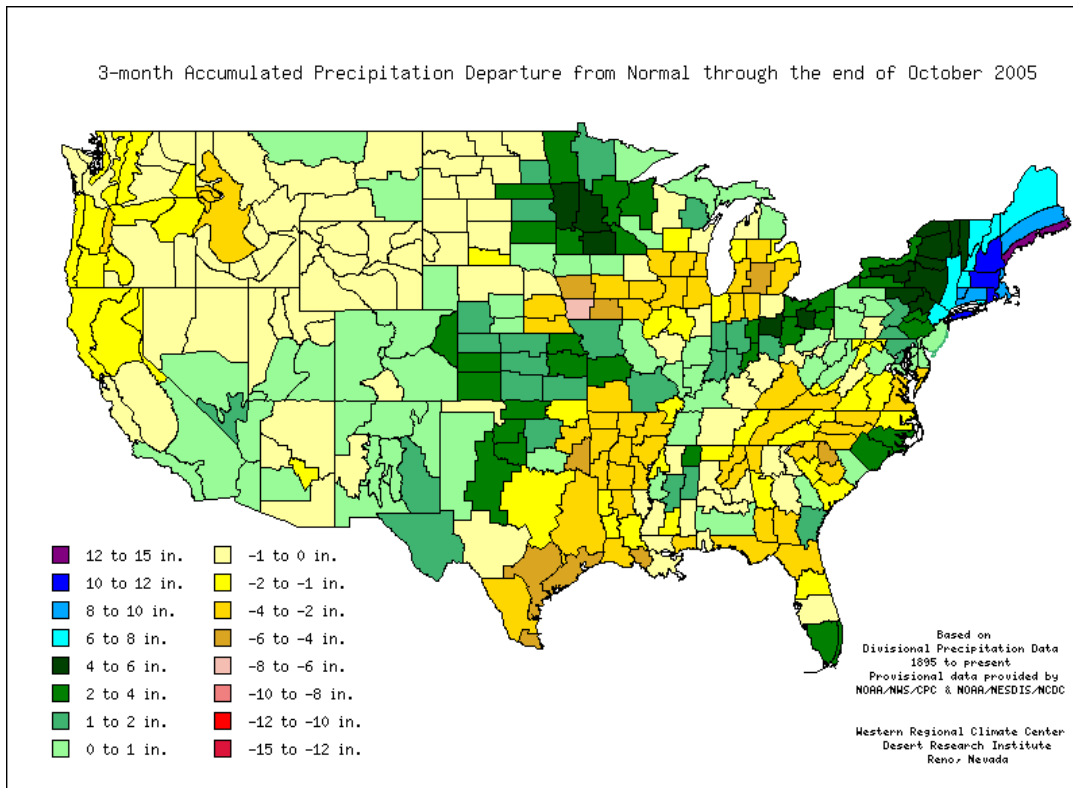 3-month Accumulated Precipitation Departure from Normal through the end of October 2005
12 to 15 in.
10 to 12 in.
8 to 10 in.
6 to 8 in.
4 to 6 in.
2 to 4 in.
1 to 2 in.
0 to 1 in.
-1 to 0 in.
-2 to -1 in.
-4 to -2 in.
-6 to -4 in.
-8 to -6 in.
-10 to -8 in.
-12 to -10 in.
-15 to -12 in.
Based on
Divisional Precipitation Data
1895 to present
Provisional data provided by
NOAA/NWS/CPC & NOAA/NESDIS/NCDC
Western Regional Climate Center
Desert Research Institute
Reno, Nevada